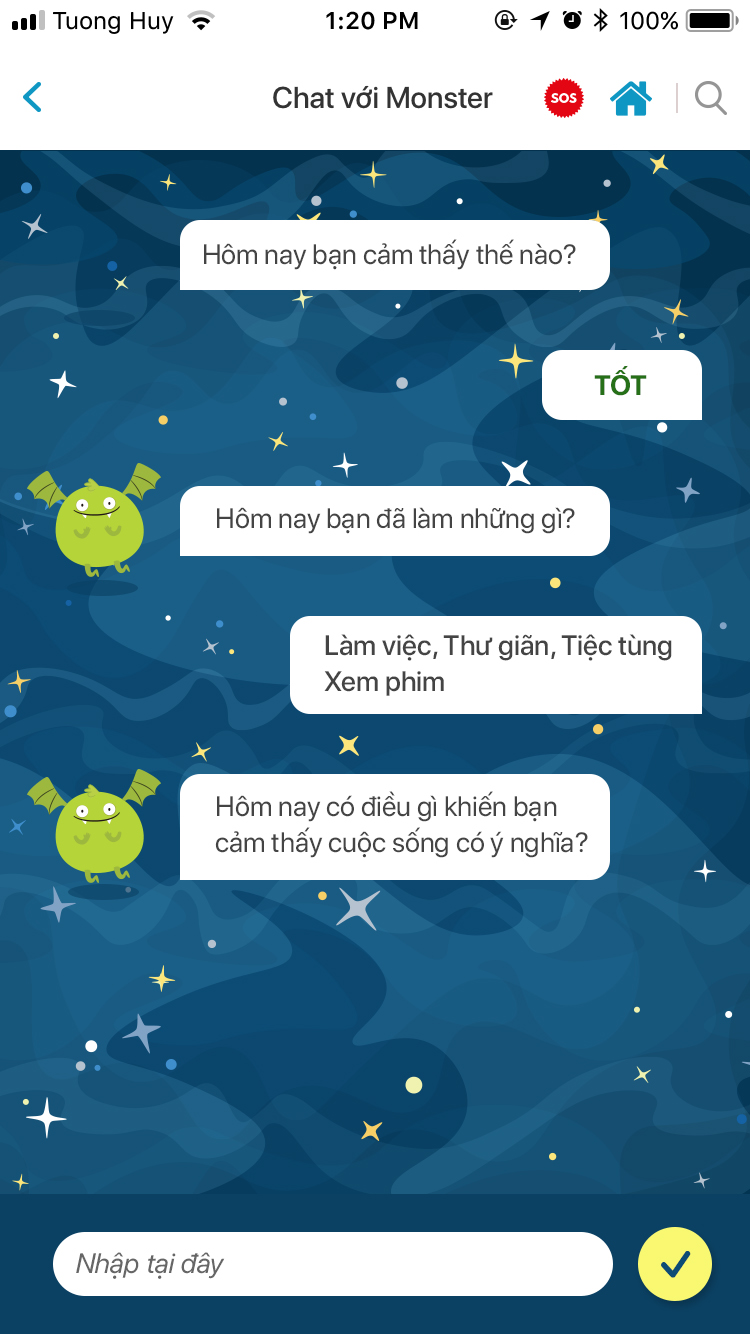 Tuong Huy 1:20 PM 100%
Chat với Monster SOS
Hôm nay bạn cảm thấy thế nào?
TỐT
Hôm nay bạn đã làm những gì?
Làm việc, Thư giãn, Tiệc tùng
Xem phim
Hôm nay có điều gì khiến bạn
cảm thấy cuộc sống có ý nghĩa?
Nhập tại đây